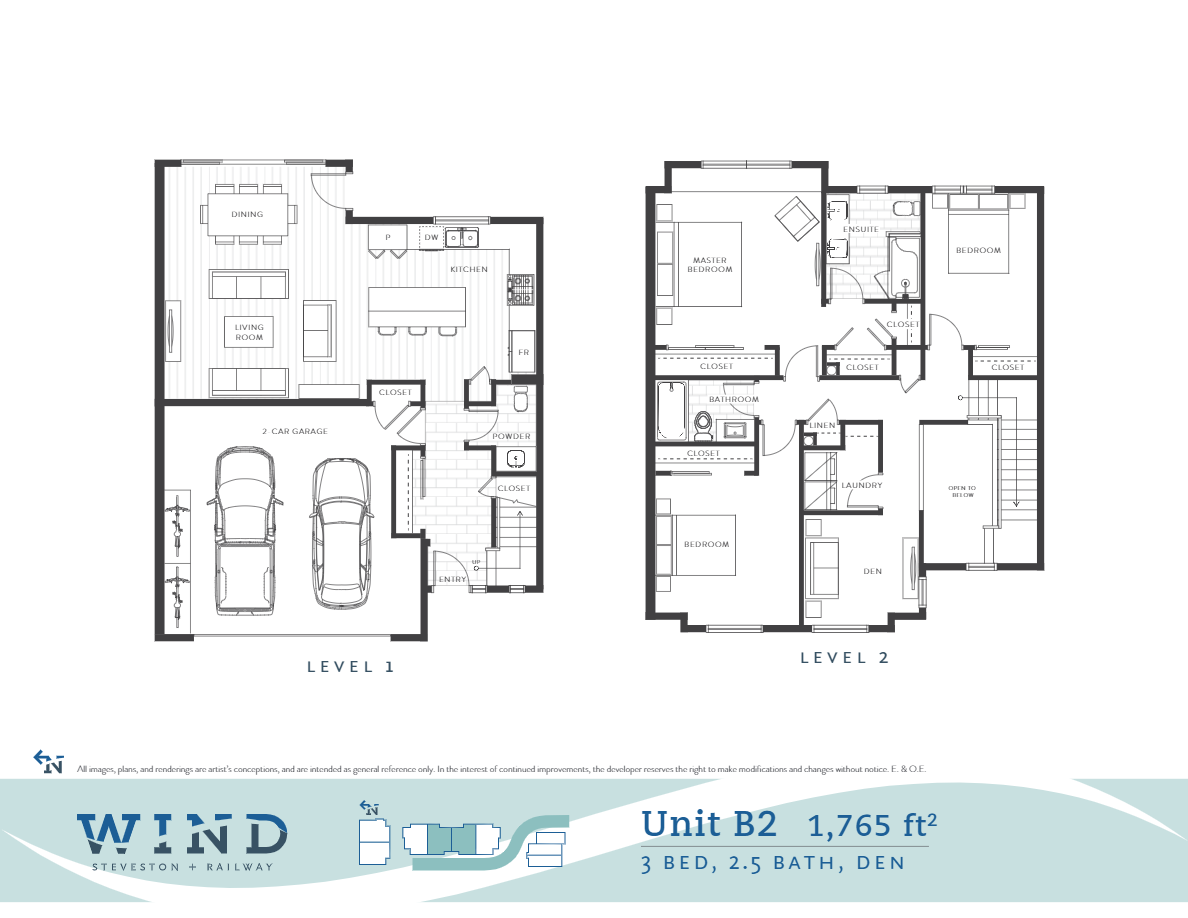 DINING
P
DW
KITCHEN
LIVING
ROOM
FR
CLOSET
2 CAR GARAGE
POWDER
CLOSET
UP
ENTRY
LEVEL 1
ENSUITE
BEDROOM
MASTER
BEDROOM
CLOSET
CLOSET
CLOSET
CLOSET
BATHROOM
LINEN
CLOSET
LAUNDRY
OPEN TO
BELOW
BEDROOM
DEN
LEVEL 2
N
All images, plans, and renderings are artist's conceptions, and are intended as general reference only. In the interest of continued improvements, the developer reserves the right to make modifications and changes without notice. E. & O.E.
WIND
STEVESTON + RAILWAY
N
Unit B2 1,765 ft²
3 BED, 2.5 BATH, DEN